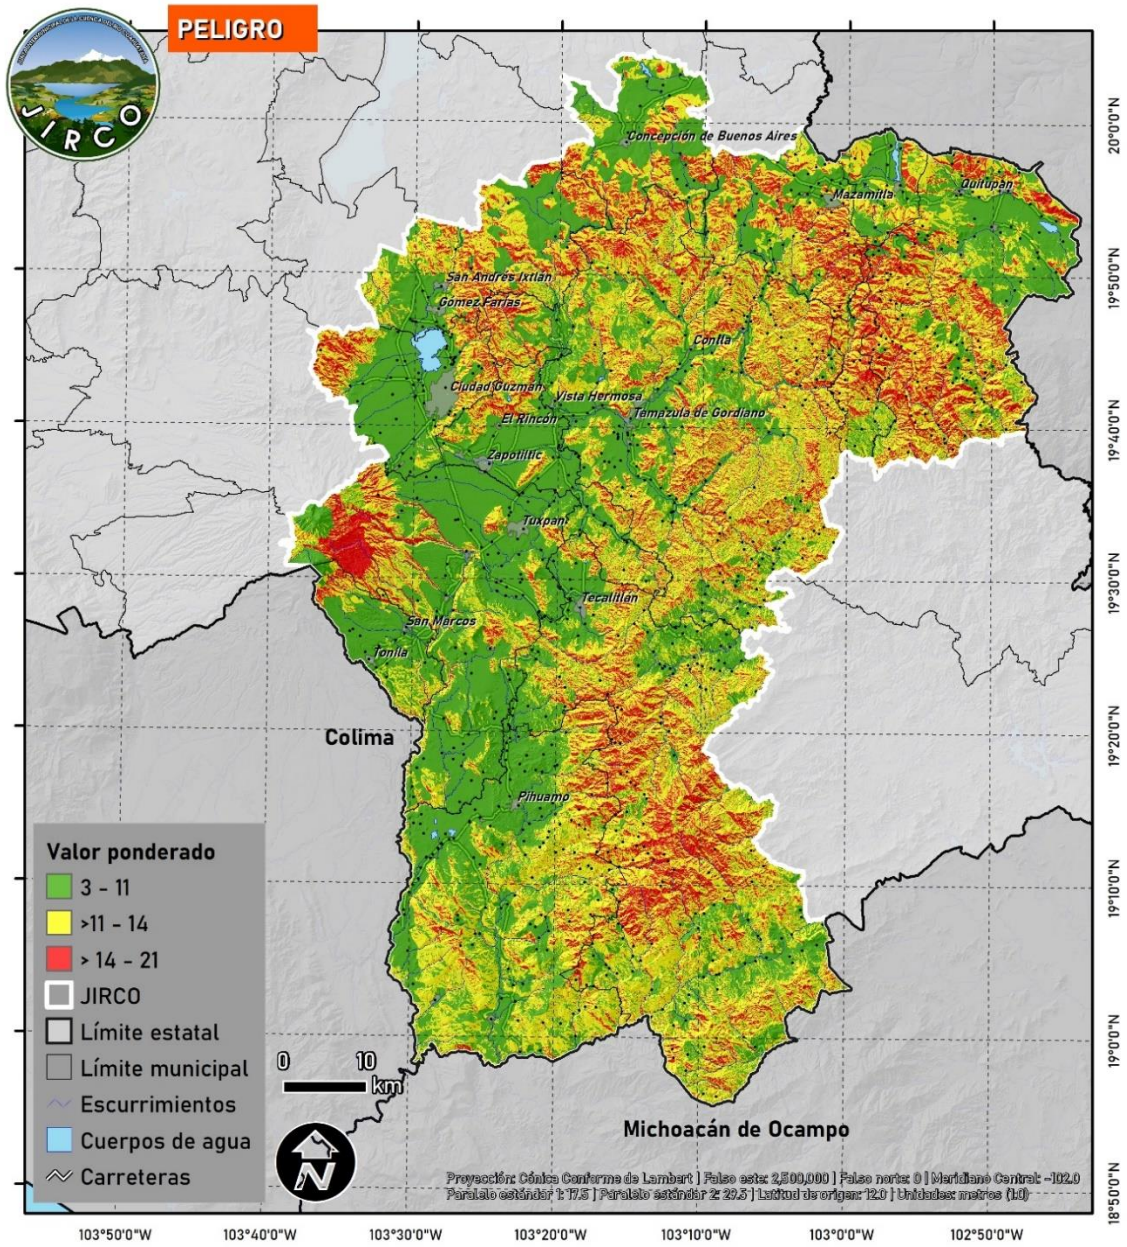 PELIGRO
JIRCO
Concepción de Buenos Aires
Mazamitla
Quitupan
San Andres Ixtlán
Gomez Farías
Contla
Ciudad Guzmán
Vista Hermosa
El Rincón
Tamazula de Gordiano
Zapotiltic
Tuxpan
Tecalitlán
San Marcos
Tonila
Colima
Pihuamo
Michoacán de Ocampo
Valor ponderado
3 - 11
>11 - 14
> 14 - 21
JIRCO
Límite estatal
Límite municipal
Escurrimientos
Cuerpos de agua
Carreteras
0 10
km
N
Proyección: Cónica Conforme de Lambert | Falso este: 2,500,000 | Falso norte: 0 | Meridiano Central: -102.0
Paralelo estándar 1: 17.5 | Paralelo estándar 2: 29.5 | Latitud de origen: 12.0 | Unidades: metros (1.0)
20°0'0"N
19°50'0"N
19°40'0"N
19°30'0"N
19°20'0"N
19°10'0"N
19°0'0"N
18°50'0"N
103°50'0"W 103°40'0"W 103°30'0"W 103°20'0"W 103°10'0"W 103°0'0"W 102°50'0"W